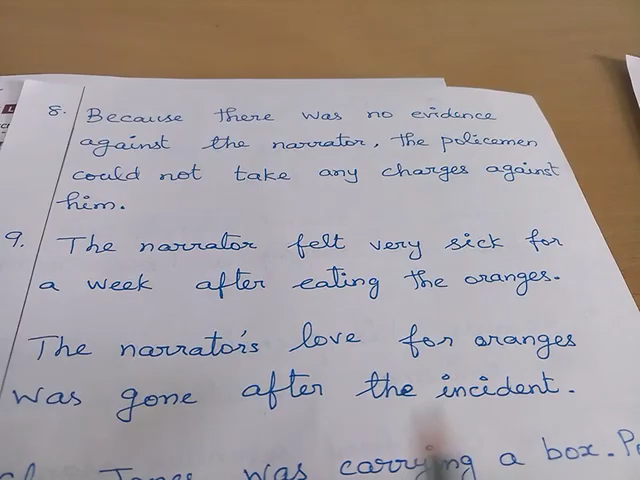 8. Because there was no evidence
against the narrator, the policemen
could not take any charges against
him.
9. The narrator felt very sick for
a week after eating the oranges.
The narrator's love for oranges
was gone after the incident.
was carrying a box.